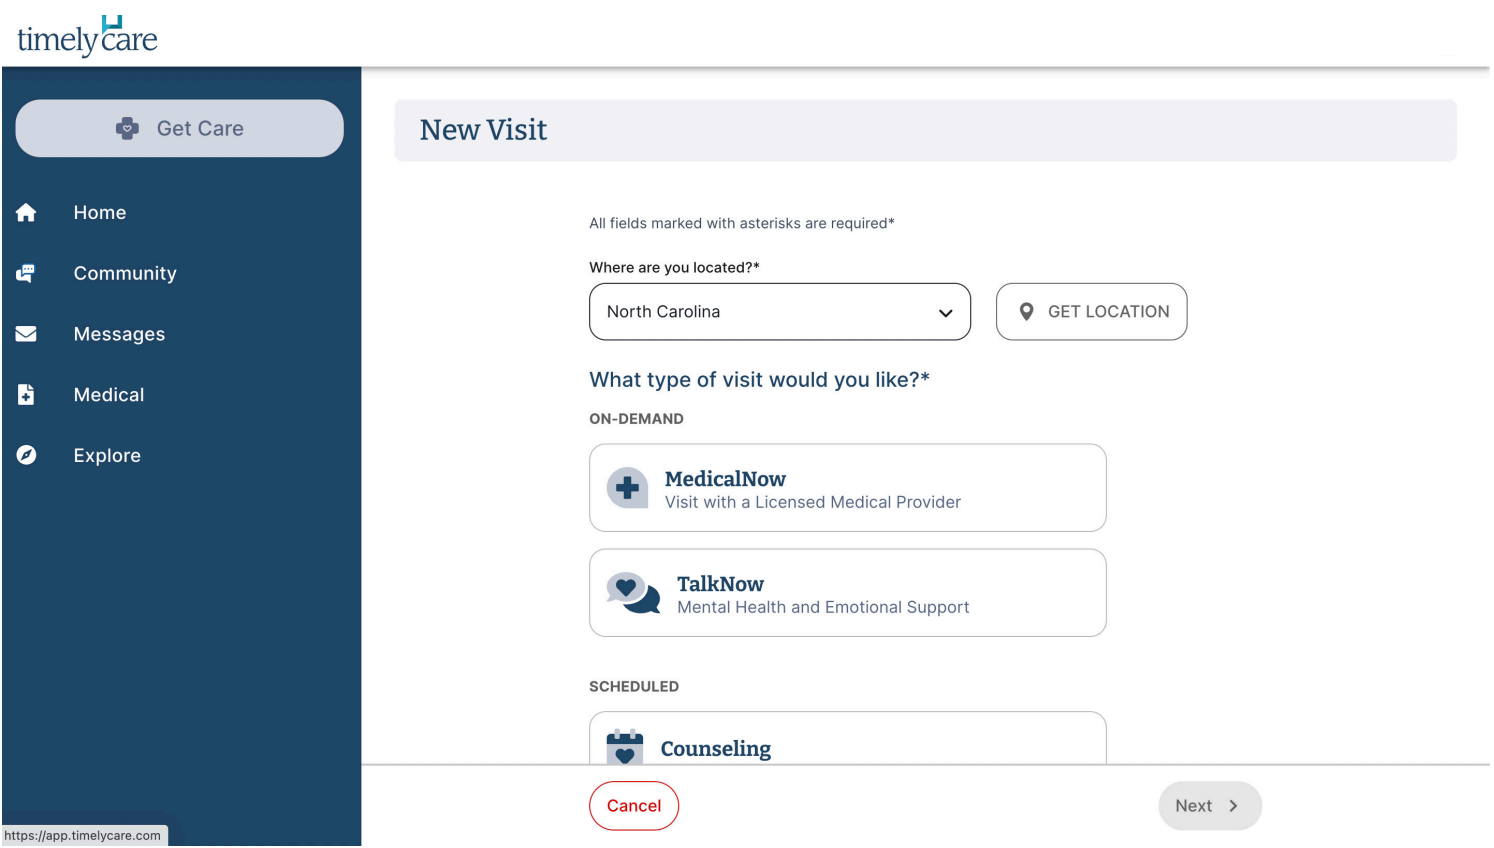 timelycare
Get Care
Home
Community
Messages
Medical
Explore
New Visit
All fields marked with asterisks are required*
Where are you located?*
North Carolina
GET LOCATION
What type of visit would you like?*
ON-DEMAND
MedicalNow
Visit with a Licensed Medical Provider
TalkNow
Mental Health and Emotional Support
SCHEDULED
Counseling
Cancel
Next
https://app.timelycare.com